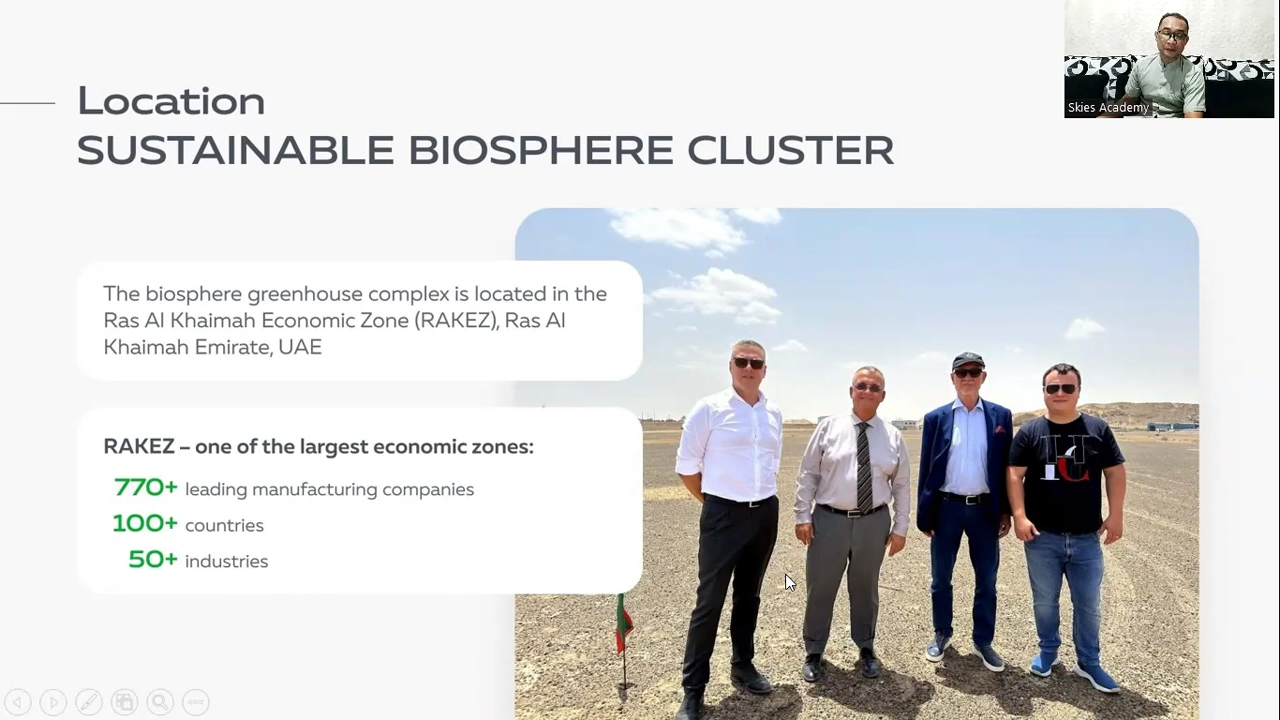 Location
SUSTAINABLE BIOSPHERE CLUSTER
The biosphere greenhouse complex is located in the
Ras Al Khaimah Economic Zone (RAKEZ), Ras Al
Khaimah Emirate, UAE
RAKEZ – one of the largest economic zones:
770+ leading manufacturing companies
100+ countries
50+ industries
Skies Academy